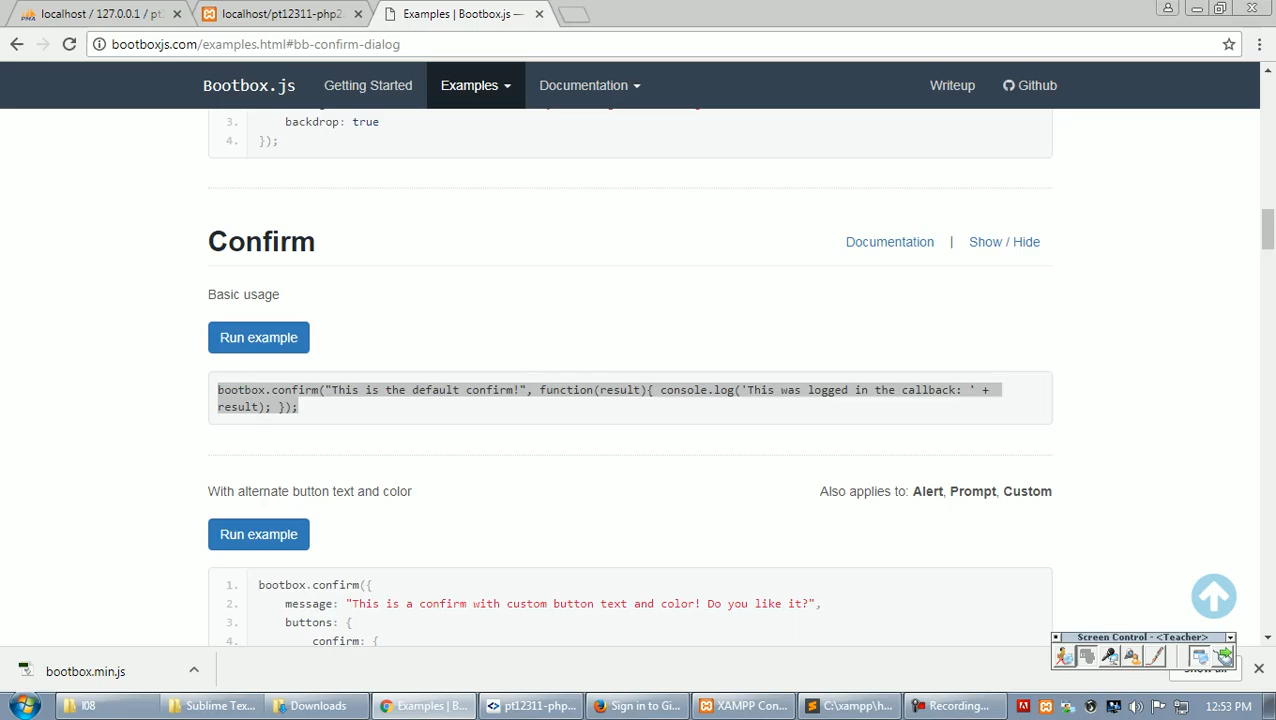 localhost / 127.0.0.1 / pt
localhost/pt12311-php2
Examples | Bootbox.js —
bootboxjs.com/examples.html#bb-confirm-dialog
Bootbox.js
Getting Started
Examples
Documentation
Writeup
Github
3. backdrop: true
4. });
Confirm
Documentation | Show / Hide
Basic usage
Run example
bootbox.confirm("This is the default confirm!", function(result){ console.log('This was logged in the callback: ' +
result); });
With alternate button text and color
Also applies to: Alert, Prompt, Custom
Run example
1. bootbox.confirm({
2. message: "This is a confirm with custom button text and color! Do you like it?",
3. buttons: {
4. confirm: {
Screen Control - <Teacher>
bootbox.min.js
Show all
I08
Sublime Tex...
Downloads
Examples | B...
pt12311-php...
Sign in to Gi...
XAMPP Con...
C:\xampp\h...
Recording...
12:53 PM